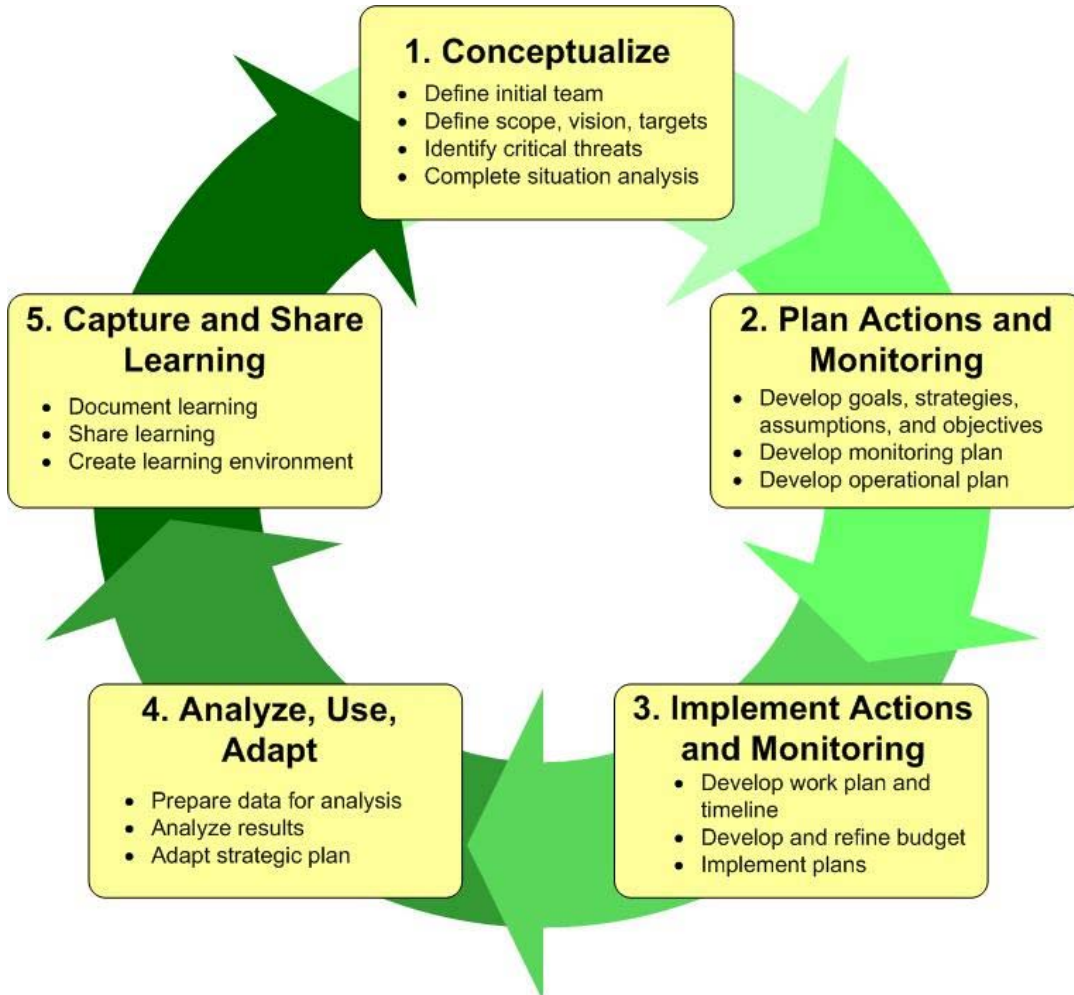 1. Conceptualize
• Define initial team
• Define scope, vision, targets
• Identify critical threats
• Complete situation analysis
2. Plan Actions and
Monitoring
• Develop goals, strategies,
assumptions, and objectives
• Develop monitoring plan
• Develop operational plan
3. Implement Actions
and Monitoring
• Develop work plan and
timeline
• Develop and refine budget
• Implement plans
4. Analyze, Use,
Adapt
• Prepare data for analysis
• Analyze results
• Adapt strategic plan
5. Capture and Share
Learning
• Document learning
• Share learning
• Create learning environment